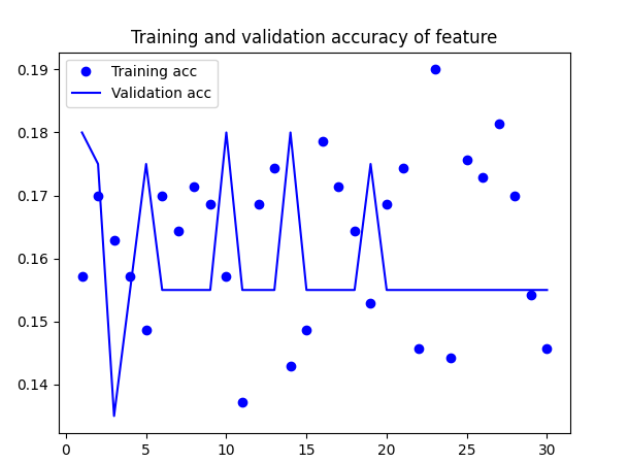 Training and validation accuracy of feature
Training acc
Validation acc
0.19
0.18
0.17
0.16
0.15
0.14
0 5 10 15 20 25 30